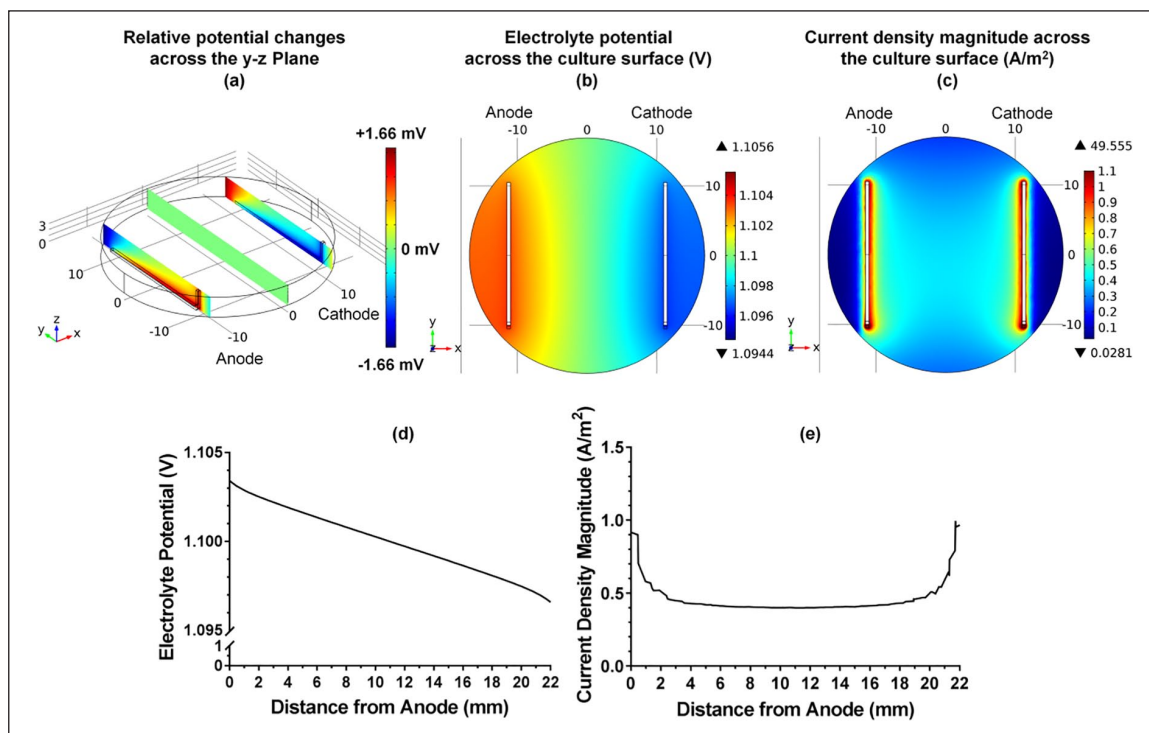 Relative potential changes
across the y-z Plane
(a)
+1.66 mV
0 mV
-1.66 mV
3
0
10
0
-10
10
0
-10
Cathode
Anode
y
z
x
Electrolyte potential
across the culture surface (V)
(b)
Anode
Cathode
-10
0
10
10
0
-10
▲ 1.1056
1.104
1.102
1.1
1.098
1.096
▼ 1.0944
y
z
x
Current density magnitude across
the culture surface (A/m²)
(c)
Anode
Cathode
-10
0
10
10
0
-10
▲ 49.555
1.1
1
0.9
0.8
0.7
0.6
0.5
0.4
0.3
0.2
0.1
▼ 0.0281
y
z
x
(d)
Electrolyte Potential (V)
1.105
1.100
1.095
1
0
0 2 4 6 8 10 12 14 16 18 20 22
Distance from Anode (mm)
(e)
Current Density Magnitude (A/m²)
1.5
1.0
0.5
0.0
0 2 4 6 8 10 12 14 16 18 20 22
Distance from Anode (mm)